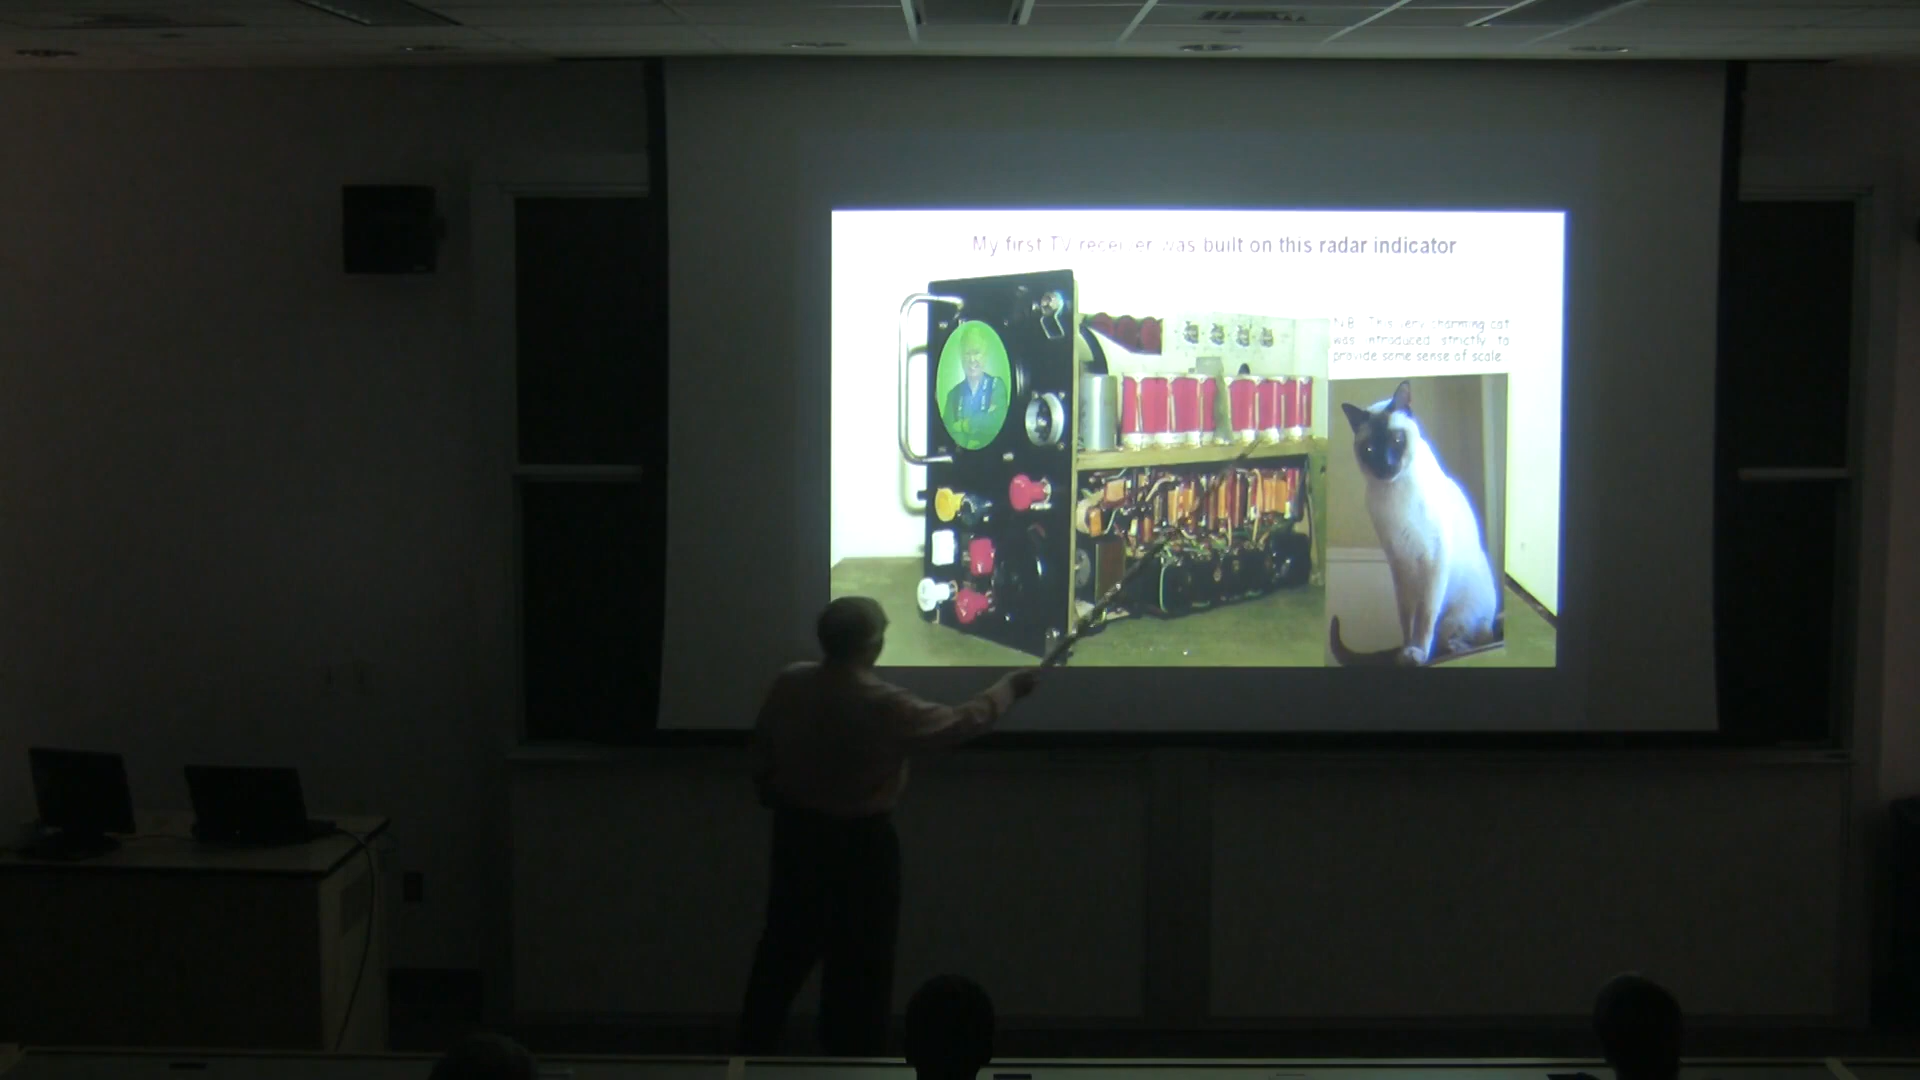 My first TV receiver was built on this radar indicator
N.B. This very charming cat
was introduced strictly to
provide some sense of scale